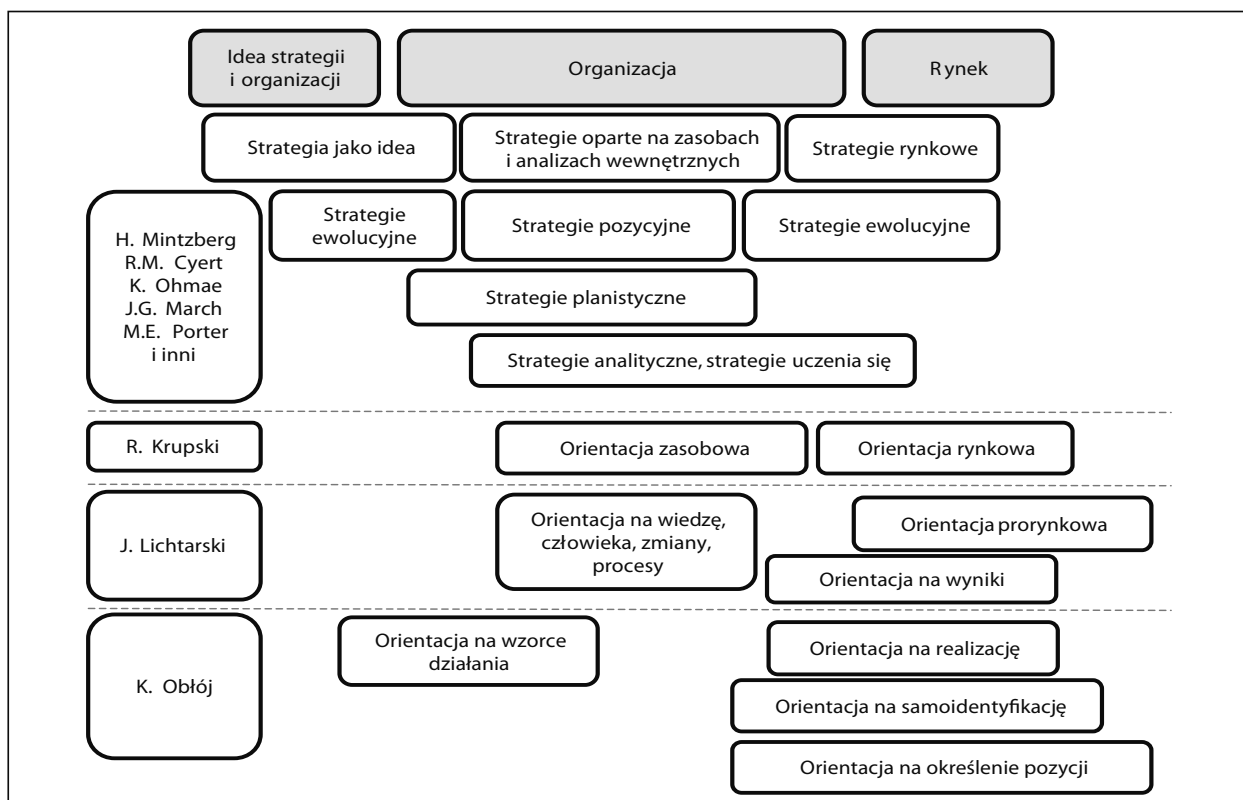 Idea strategii
i organizacji
Organizacja
Rynek
Strategia jako idea
Strategie oparte na zasobach
i analizach wewnętrznych
Strategie rynkowe
H. Mintzberg
R.M. Cyert
K. Ohmae
J.G. March
M.E. Porter
i inni
Strategie
ewolucyjne
Strategie pozycyjne
Strategie ewolucyjne
Strategie planistyczne
Strategie analityczne, strategie uczenia się
R. Krupski
Orientacja zasobowa
Orientacja rynkowa
J. Lichtarski
Orientacja na wiedzę,
człowieka, zmiany,
procesy
Orientacja prorynkowa
Orientacja na wyniki
K. Obłój
Orientacja na wzorce
działania
Orientacja na realizację
Orientacja na samoidentyfikację
Orientacja na określenie pozycji